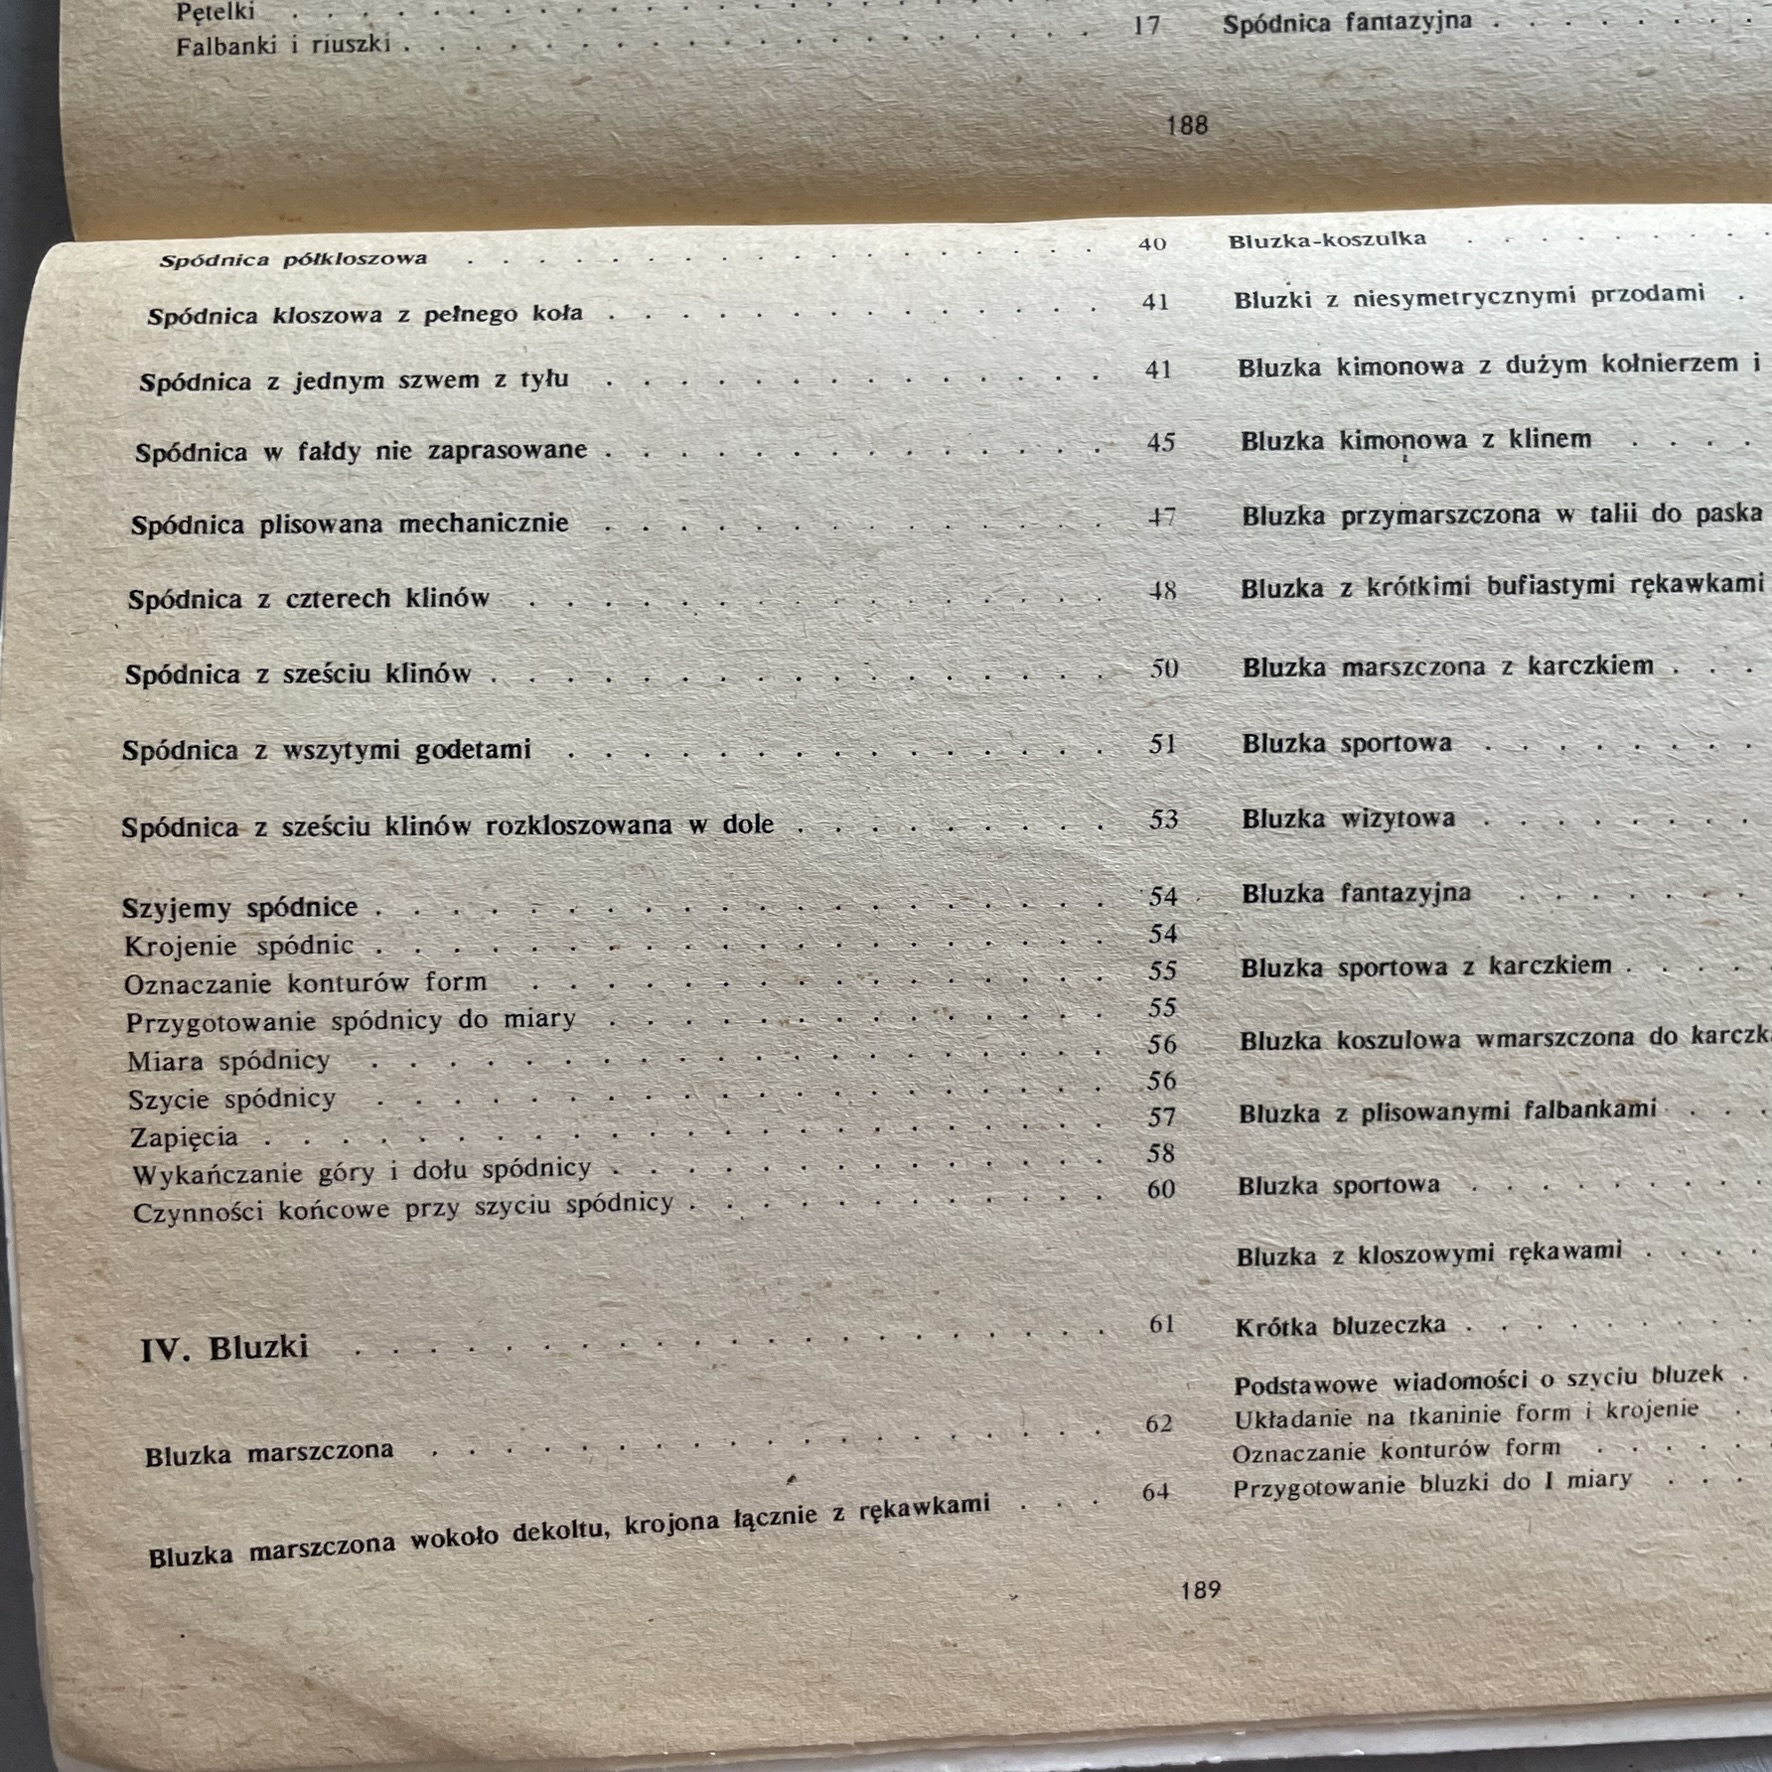 Pętelki . . . . . . . . . . . . . . . . . . .
Falbanki i riuszki . . . . . . . . . . . . . . . . . . . 17
Spódnica fantazyjna . . . . . . .
188
Spódnica półkloszowa . . . . . . . . . . . . . . . . . . 40
Spódnica kloszowa z pełnego koła . . . . . . . . . . . . . . 41
Spódnica z jednym szwem z tyłu . . . . . . . . . . . . . . 41
Spódnica w fałdy nie zaprasowane . . . . . . . . . . . . . . 45
Spódnica plisowana mechanicznie . . . . . . . . . . . . . . 47
Spódnica z czterech klinów . . . . . . . . . . . . . . . . 48
Spódnica z sześciu klinów . . . . . . . . . . . . . . . . . 50
Spódnica z wszytymi godetami . . . . . . . . . . . . . . . 51
Spódnica z sześciu klinów rozkloszowana w dole . . . . . . . . . 53
Szyjemy spódnice . . . . . . . . . . . . . . . . . . . . 54
Krojenie spódnic . . . . . . . . . . . . . . . . . . . . 54
Oznaczanie konturów form . . . . . . . . . . . . . . . . 55
Przygotowanie spódnicy do miary . . . . . . . . . . . . . . 55
Miara spódnicy . . . . . . . . . . . . . . . . . . . . 56
Szycie spódnicy . . . . . . . . . . . . . . . . . . . . 56
Zapięcia . . . . . . . . . . . . . . . . . . . . . . . 57
Wykańczanie góry i dołu spódnicy . . . . . . . . . . . . . . 58
Czynności końcowe przy szyciu spódnicy . . . . . . . . . . . . 60
IV. Bluzki . . . . . . . . . . . . . . . . . . . . 61
Bluzka marszczona . . . . . . . . . . . . . . . . . . . 62
Bluzka marszczona wokoło dekoltu, krojona łącznie z rękawkami . . . 64
Bluzka-koszulka . . . . . . . . .
Bluzki z niesymetrycznymi przodami .
Bluzka kimonowa z dużym kołnierzem i
Bluzka kimonowa z klinem . . . .
Bluzka przymarszczona w talii do paska
Bluzka z krótkimi bufiastymi rękawkami
Bluzka marszczona z karczkiem . . .
Bluzka sportowa . . . . . . . .
Bluzka wizytowa . . . . . . . .
Bluzka fantazyjna . . . . . . .
Bluzka sportowa z karczkiem . . . .
Bluzka koszulowa wmarszczona do
Bluzka z plisowanymi falbankami . . .
Bluzka sportowa . . . . . . . . .
Bluzka z kloszowymi rękawami . . . .
Krótka bluzeczka . . . . . . . .
Podstawowe wiadomości o szyciu bluzek .
Układanie na tkaninie form i krojenie . .
Oznaczanie konturów form . . . . .
Przygotowanie bluzki do I miary . . .
189